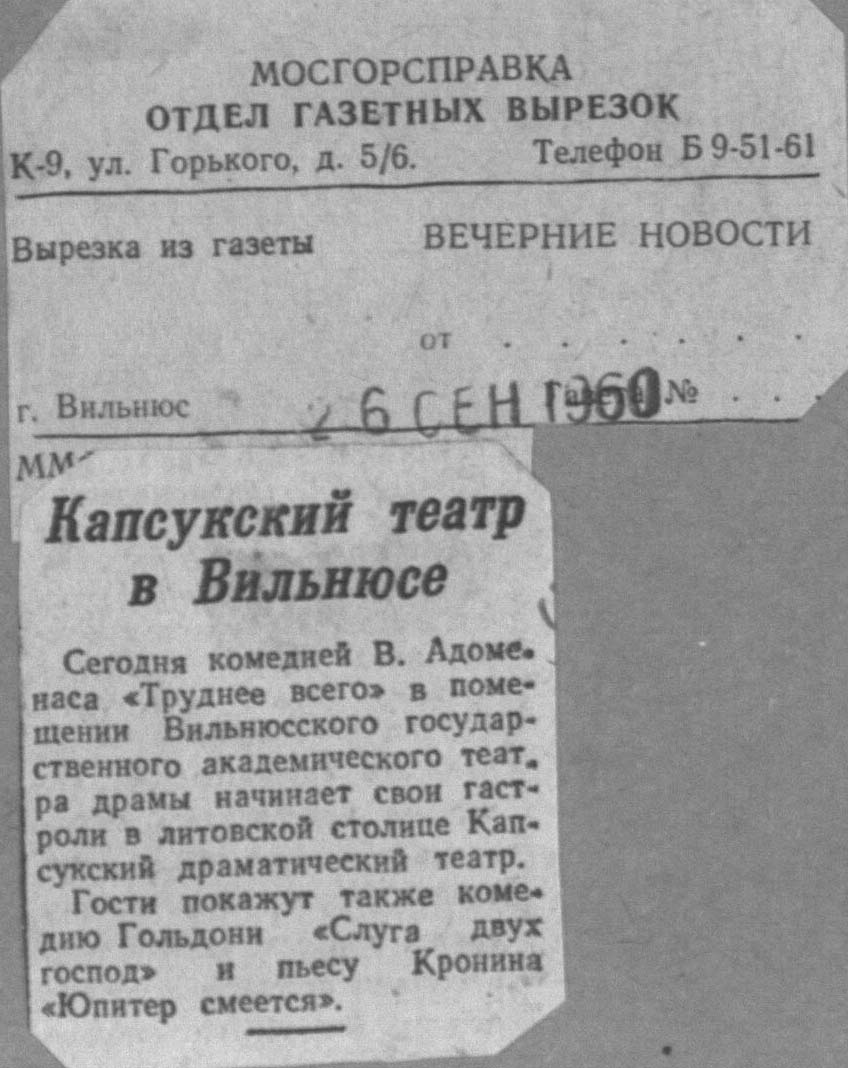 МОСГОРСПРАВКА
ОТДЕЛ ГАЗЕТНЫХ ВЫРЕЗОК
К-9, ул. Горького, д. 5/6. Телефон Б 9-51-61
Вырезка из газеты ВЕЧЕРНИЕ НОВОСТИ
от . . . . . .
г. Вильнюс 26 СЕН 1960 Газета № . . .
Капсукский театр
в Вильнюсе
Сегодня комедией В. Адоме-
наса «Труднее всего» в поме-
щении Вильнюсского государ-
ственного академического теат-
ра драмы начинает свои гаст-
роли в литовской столице Кап-
сукский драматический театр.
Гости покажут также коме-
дию Гольдони «Слуга двух
господ» и пьесу Кронина
«Юпитер смеется».